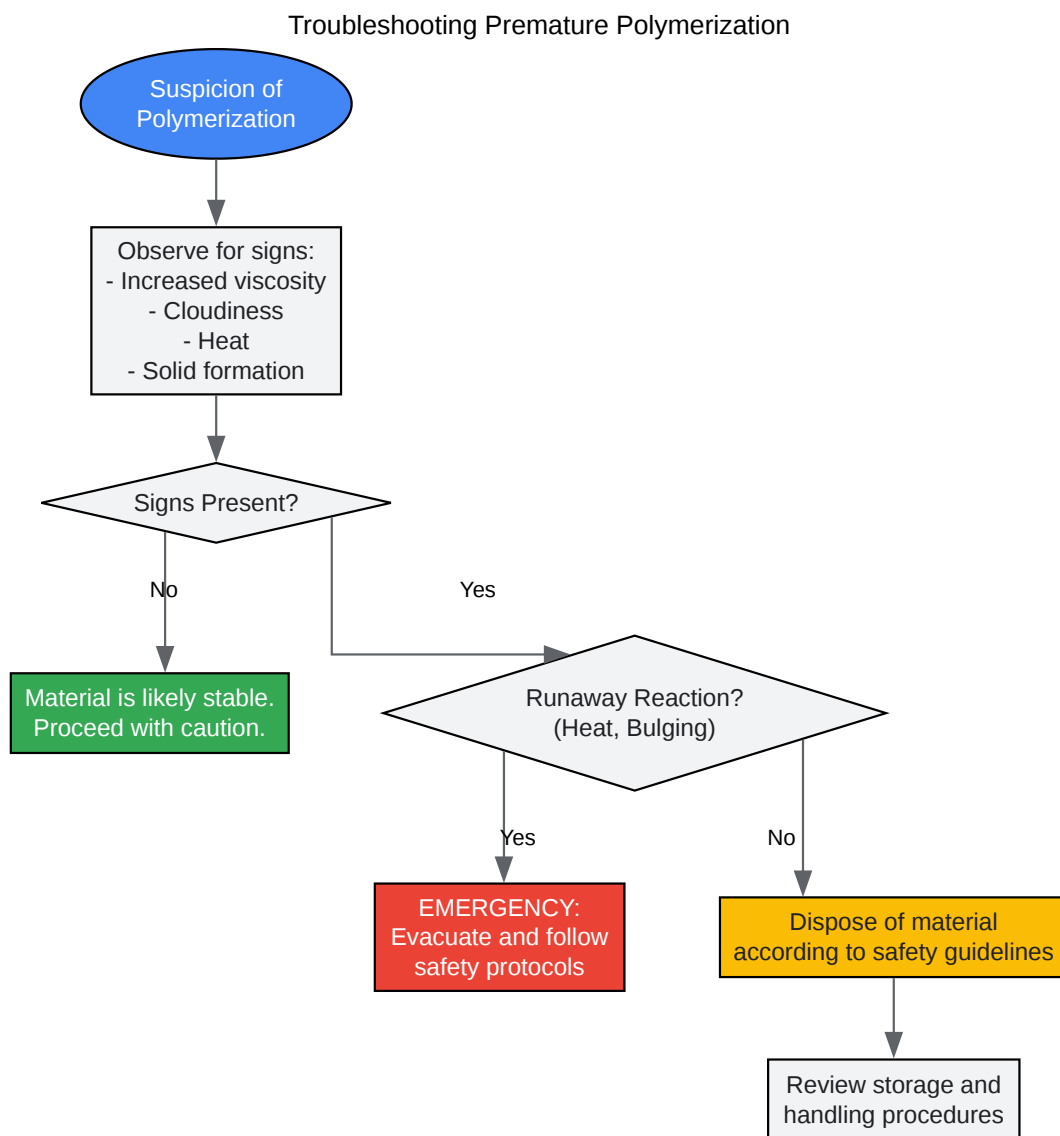 Troubleshooting Premature Polymerization
Suspicion of
Polymerization
Observe for signs:
- Increased viscosity
- Cloudiness
- Heat
- Solid formation
Signs Present?
No
Yes
Material is likely stable.
Proceed with caution.
Runaway Reaction?
(Heat, Bulging)
Yes
No
EMERGENCY:
Evacuate and follow
safety protocols
Dispose of material
according to safety guidelines
Review storage and
handling procedures